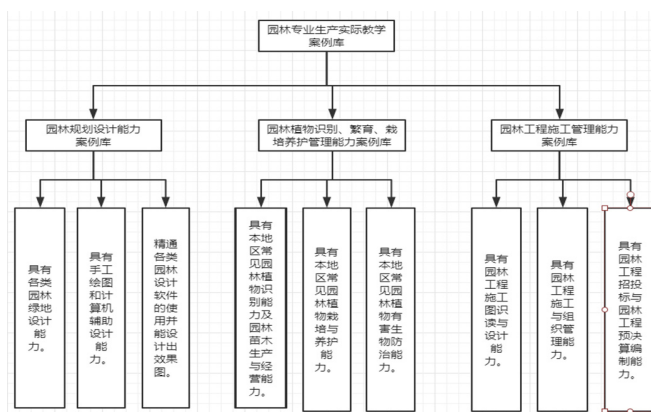 园林专业生产实际教学
案例库
园林规划设计能力
案例库
园林植物识别、繁育、栽
培养护管理能力案例库
园林工程施工管理能力
案例库
具有
各类
园林
绿地
设计
能力。
具有
手工
绘图
和计
算机
辅助
设计
能力。
精通
各类
园林
设计
软件
的使
用并
能设
计出
效果
图。
具有
本地
区常
见园
林植
物识
别能
力及
园林
苗木
生产
与经
营能
力。
具有
本地
区常
见园
林植
物栽
培与
养护
能
力。
具有
本地
区常
见园
林植
物有
害生
物防
治能
力。
具有
园林
工程
施工
图识
读与
设计
能
力。
具有
园林
工程
施工
与组
织管
理能
力。
具有
园林
工程
招投
标与
园林
工程
预决
算编
制能
力。